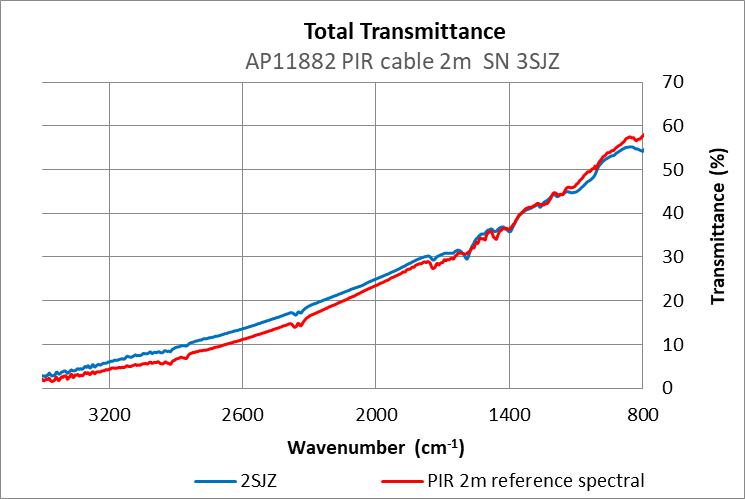 Total Transmittance
AP11882 PIR cable 2m  SN 3SJZ
70
60
50
40
30
20
10
0
Transmittance (%)
3200 2600 2000 1400 800
Wavenumber (cm⁻¹)
2SJZ PIR 2m reference spectral